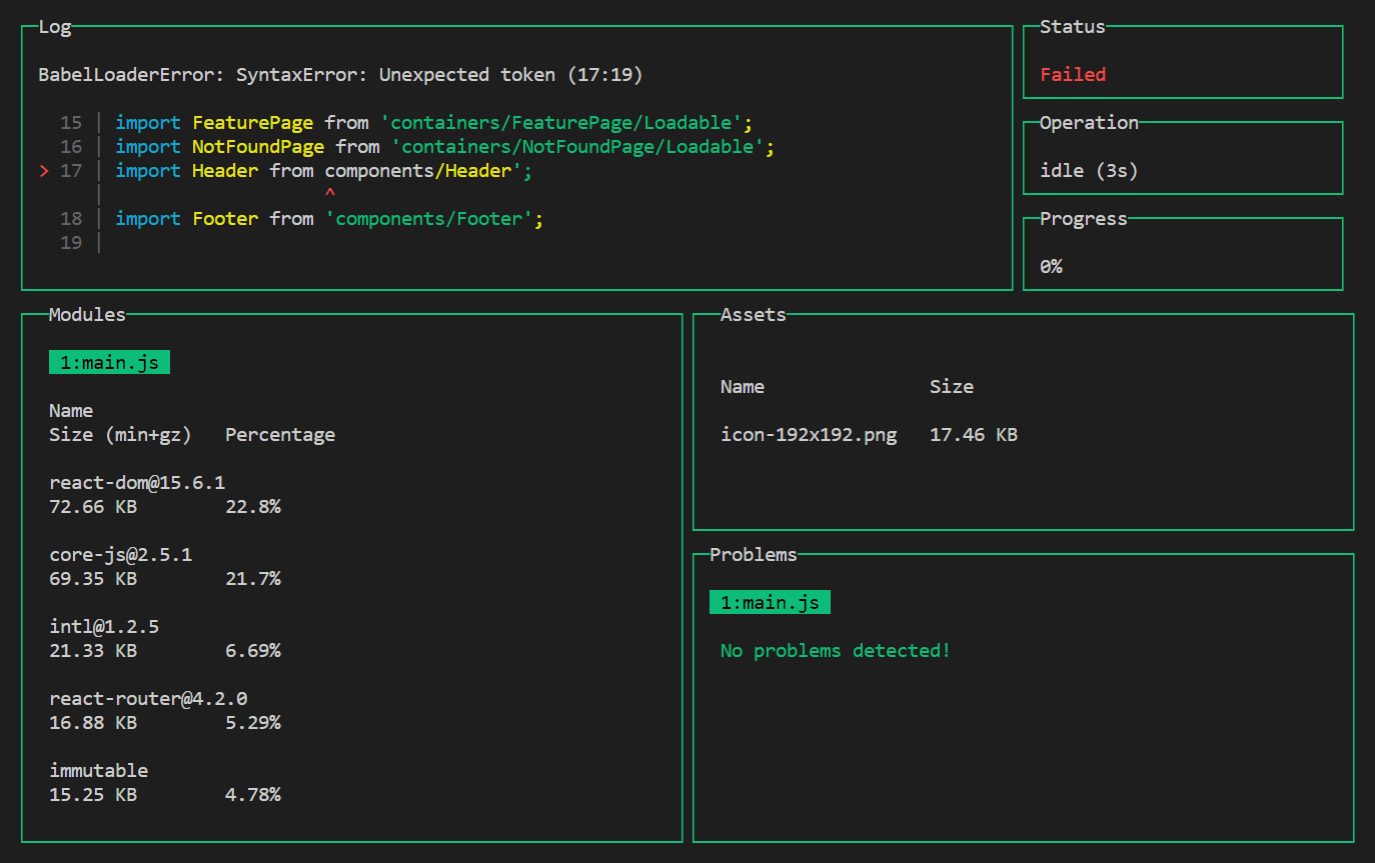 Log
BabelLoaderError: SyntaxError: Unexpected token (17:19)
15 | import FeaturePage from 'containers/FeaturePage/Loadable';
16 | import NotFoundPage from 'containers/NotFoundPage/Loadable';
> 17 | import Header from components/Header';
| ^
18 | import Footer from 'components/Footer';
19 |
Status
Failed
Operation
idle (3s)
Progress
0%
Modules
1:main.js
Name
Size (min+gz) Percentage
react-dom@15.6.1
72.66 KB 22.8%
core-js@2.5.1
69.35 KB 21.7%
intl@1.2.5
21.33 KB 6.69%
react-router@4.2.0
16.88 KB 5.29%
immutable
15.25 KB 4.78%
Assets
Name Size
icon-192x192.png 17.46 KB
Problems
1:main.js
No problems detected!